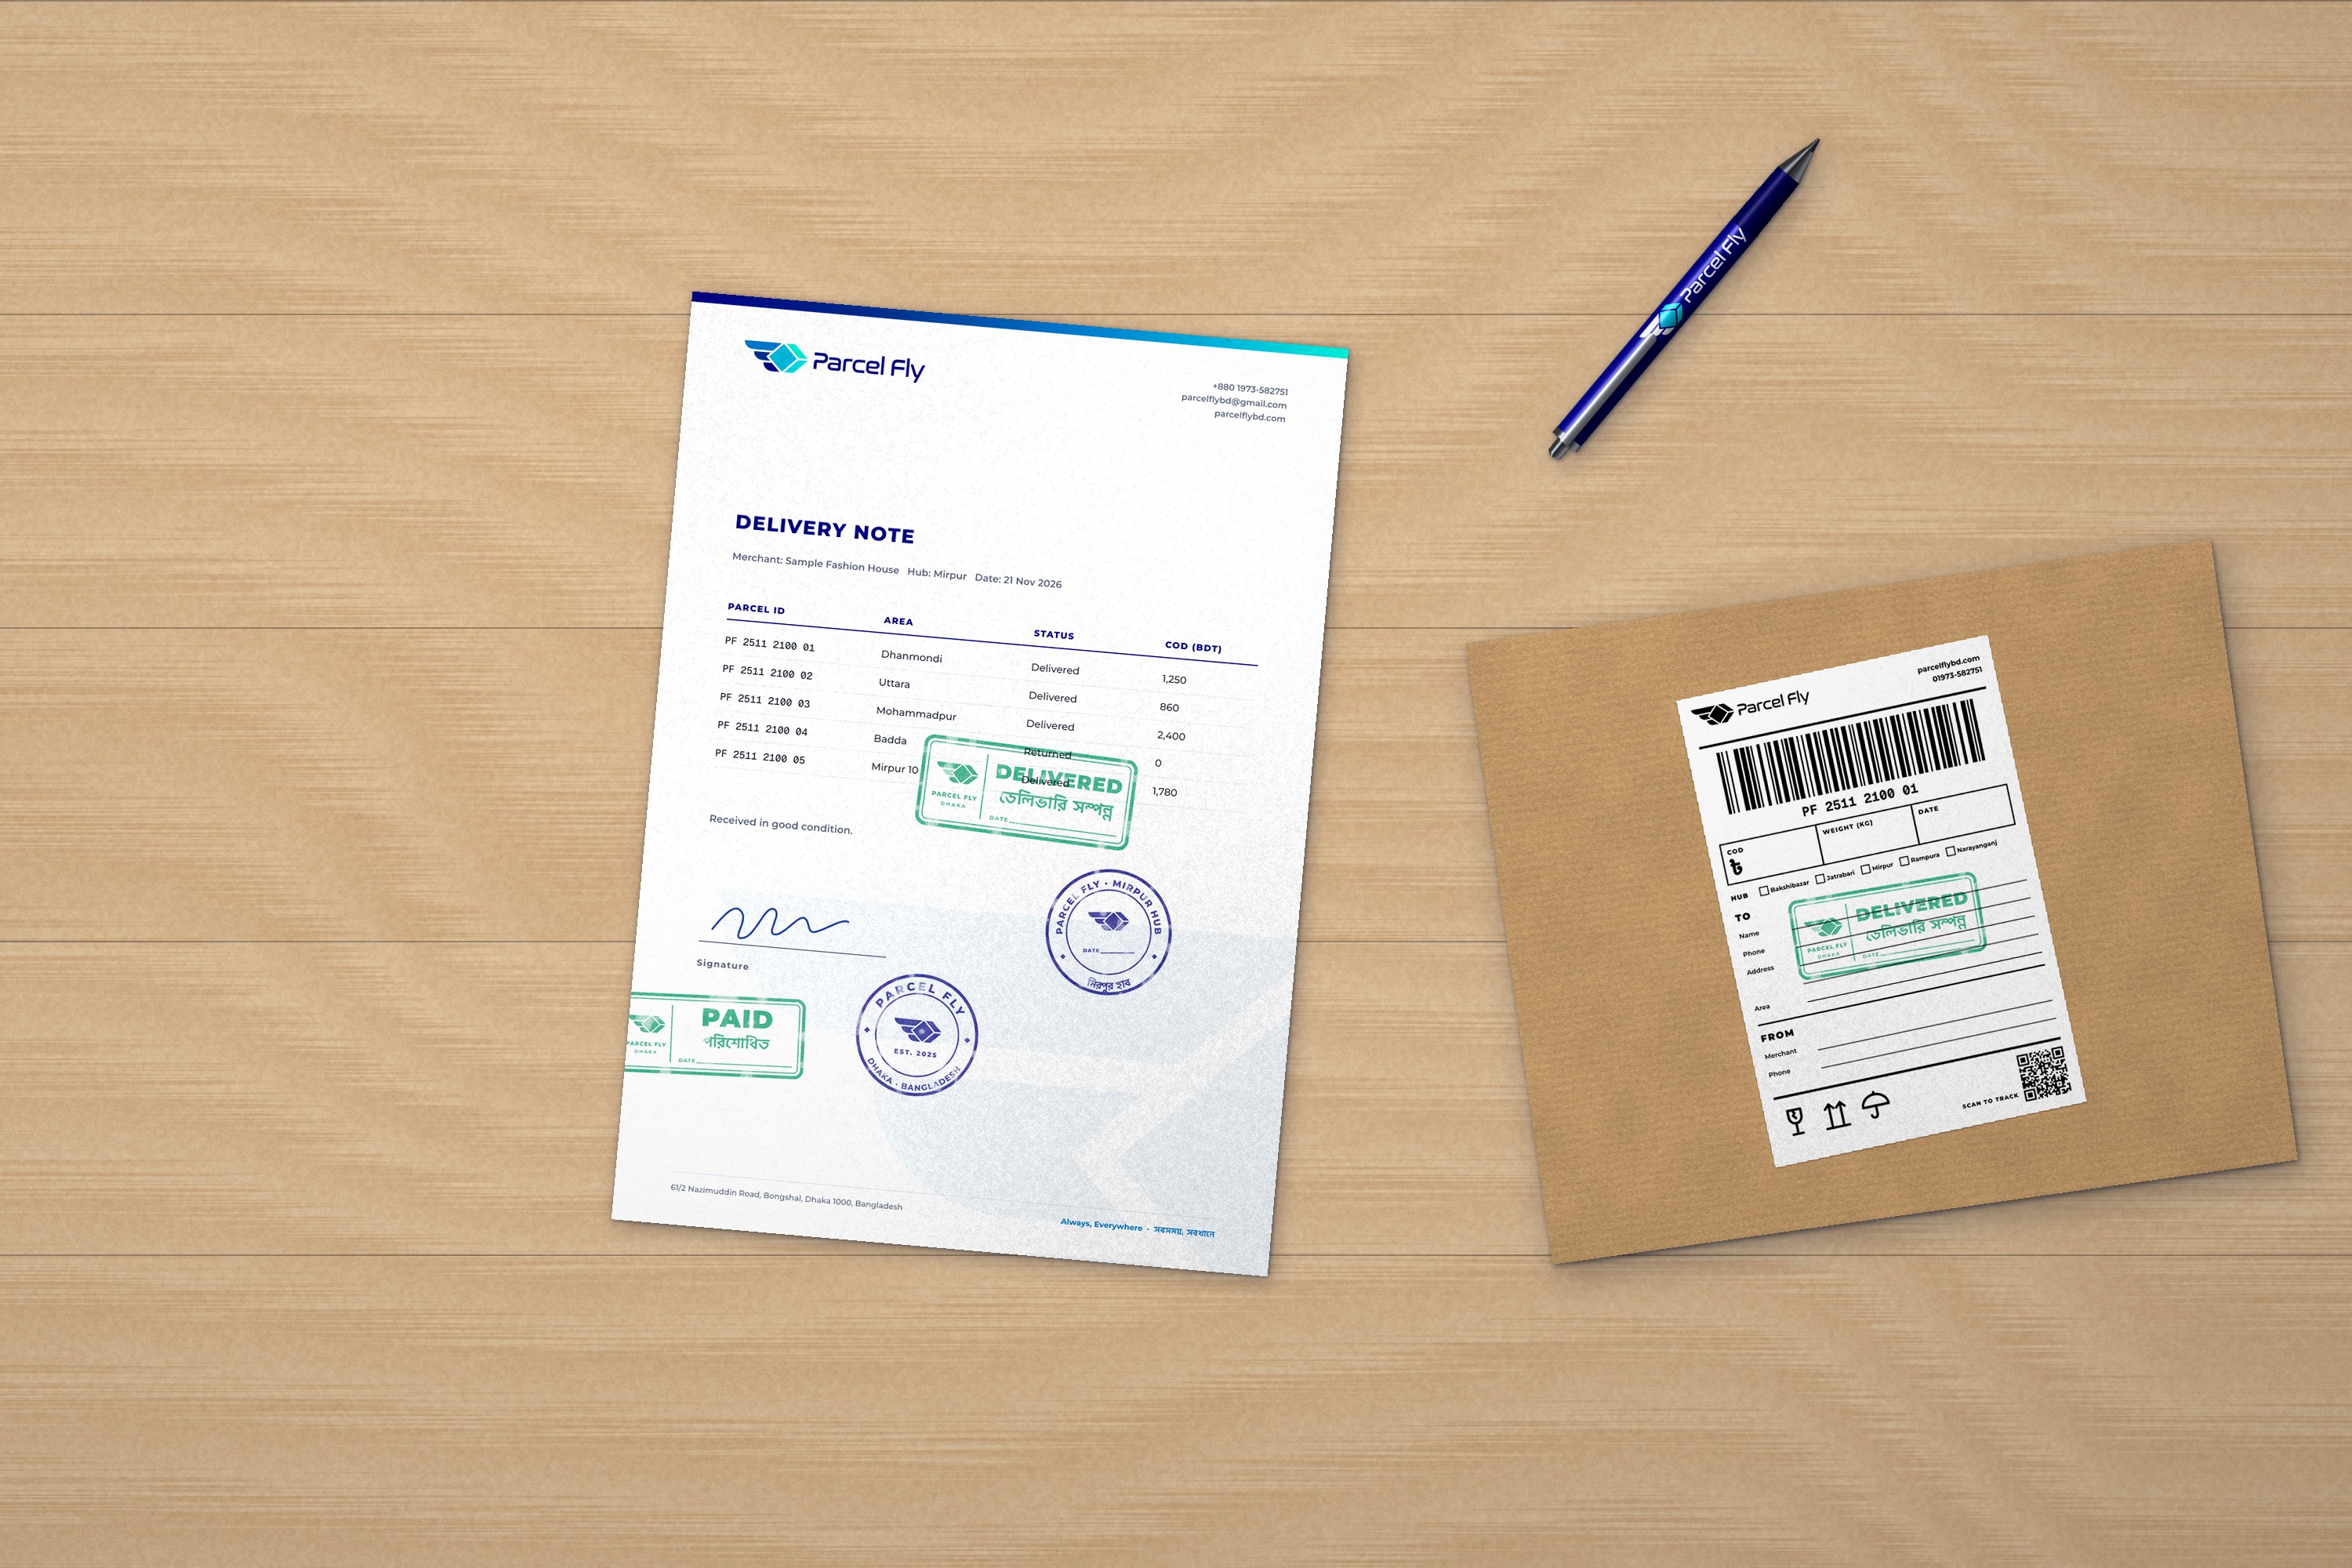 Parcel Fly
+880 1973-582751
parcelflybd@gmail.com
parcelflybd.com
DELIVERY NOTE
Merchant: Sample Fashion House Hub: Mirpur Date: 21 Nov 2026
PARCEL ID AREA STATUS COD (BDT)
PF 2511 2100 01 Dhanmondi Delivered 1,250
PF 2511 2100 02 Uttara Delivered 860
PF 2511 2100 03 Mohammadpur Delivered 2,400
PF 2511 2100 04 Badda Returned 0
PF 2511 2100 05 Mirpur 10 Delivered 1,780
DELIVERED
ডেলিভারি সম্পন্ন
PARCEL FLY
DHAKA
DATE
Received in good condition.
PARCEL FLY • MIRPUR HUB
DATE
মিরপুর হাব
Signature
PAID
পরিশোধিত
PARCEL FLY
DHAKA
DATE
PARCEL FLY
EST. 2025
DHAKA • BANGLADESH
61/2 Nazimuddin Road, Bongshal, Dhaka 1000, Bangladesh
Always, Everywhere - সবসময়, সবখানে
Parcel Fly
Parcel Fly
parcelflybd.com
01973-582751
PF 2511 2100 01
COD WEIGHT (KG) DATE
৳
HUB Bakshibazar Jatrabari Mirpur Rampura Narayanganj
TO
Name
Phone
Address
Area
DELIVERED
ডেলিভারি সম্পন্ন
PARCEL FLY
DHAKA
DATE
FROM
Merchant
Phone
SCAN TO TRACK